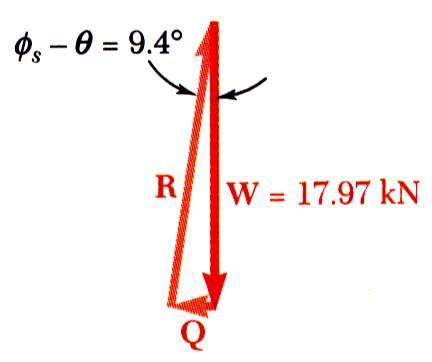 ϕₛ – θ = 9.4°
R
W = 17.97 kN
Q